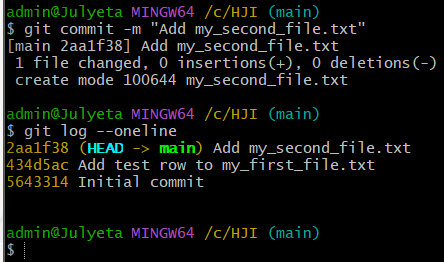 admin@Julyeta MINGW64 /c/HJI (main)
$ git commit -m "Add my_second_file.txt"
[main 2aa1f38] Add my_second_file.txt
 1 file changed, 0 insertions(+), 0 deletions(-)
 create mode 100644 my_second_file.txt

admin@Julyeta MINGW64 /c/HJI (main)
$ git log --oneline
2aa1f38 (HEAD -> main) Add my_second_file.txt
434d5ac Add test row to my_first_file.txt
5643314 Initial commit

admin@Julyeta MINGW64 /c/HJI (main)
$